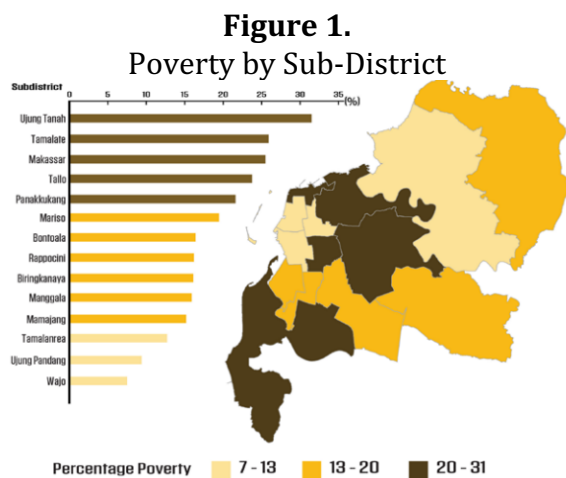 Figure 1.
Poverty by Sub-District
Subdistrict
0 5 10 15 20 25 30 35 (%)
Ujung Tanah
Tamalate
Makassar
Tallo
Panakkukang
Mariso
Bontoala
Rappocini
Biringkanaya
Manggala
Mamajang
Tamalanrea
Ujung Pandang
Wajo
Percentage Poverty 7 - 13 13 - 20 20 - 31